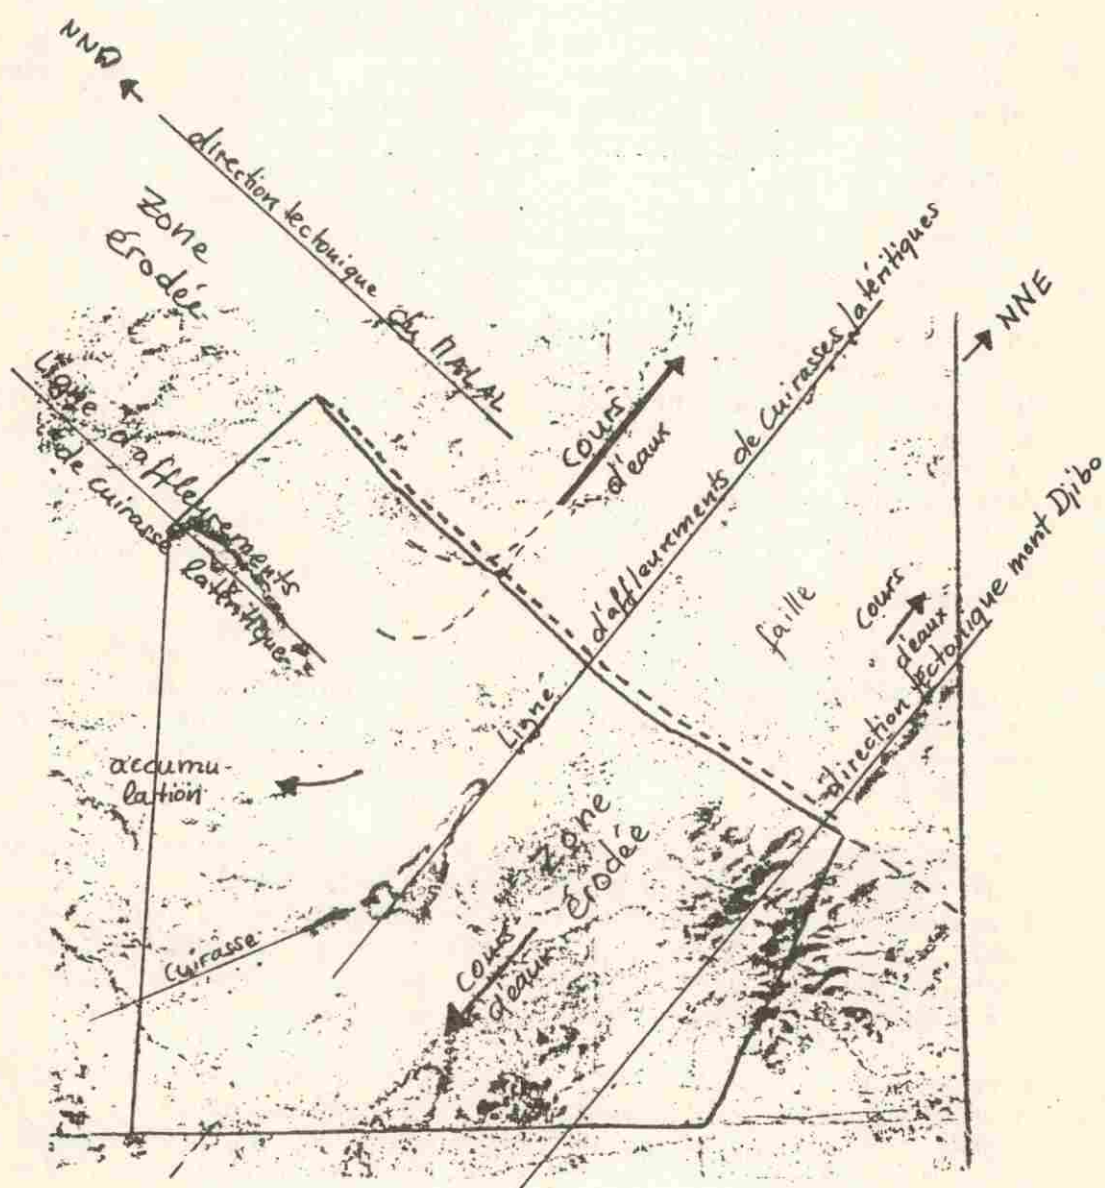 NNO
direction tectonique du MALAL
Zone
érodée
Ligne d'affleurements
de cuirasse latéritique
cours
d'eaux
Ligne d'affleurements de Cuirasses latéritiques
NNE
faille
cours
d'eaux
direction tectonique mont Djibo
accumu-
lation
Zone
érodée
cuirasse
cours
d'eaux